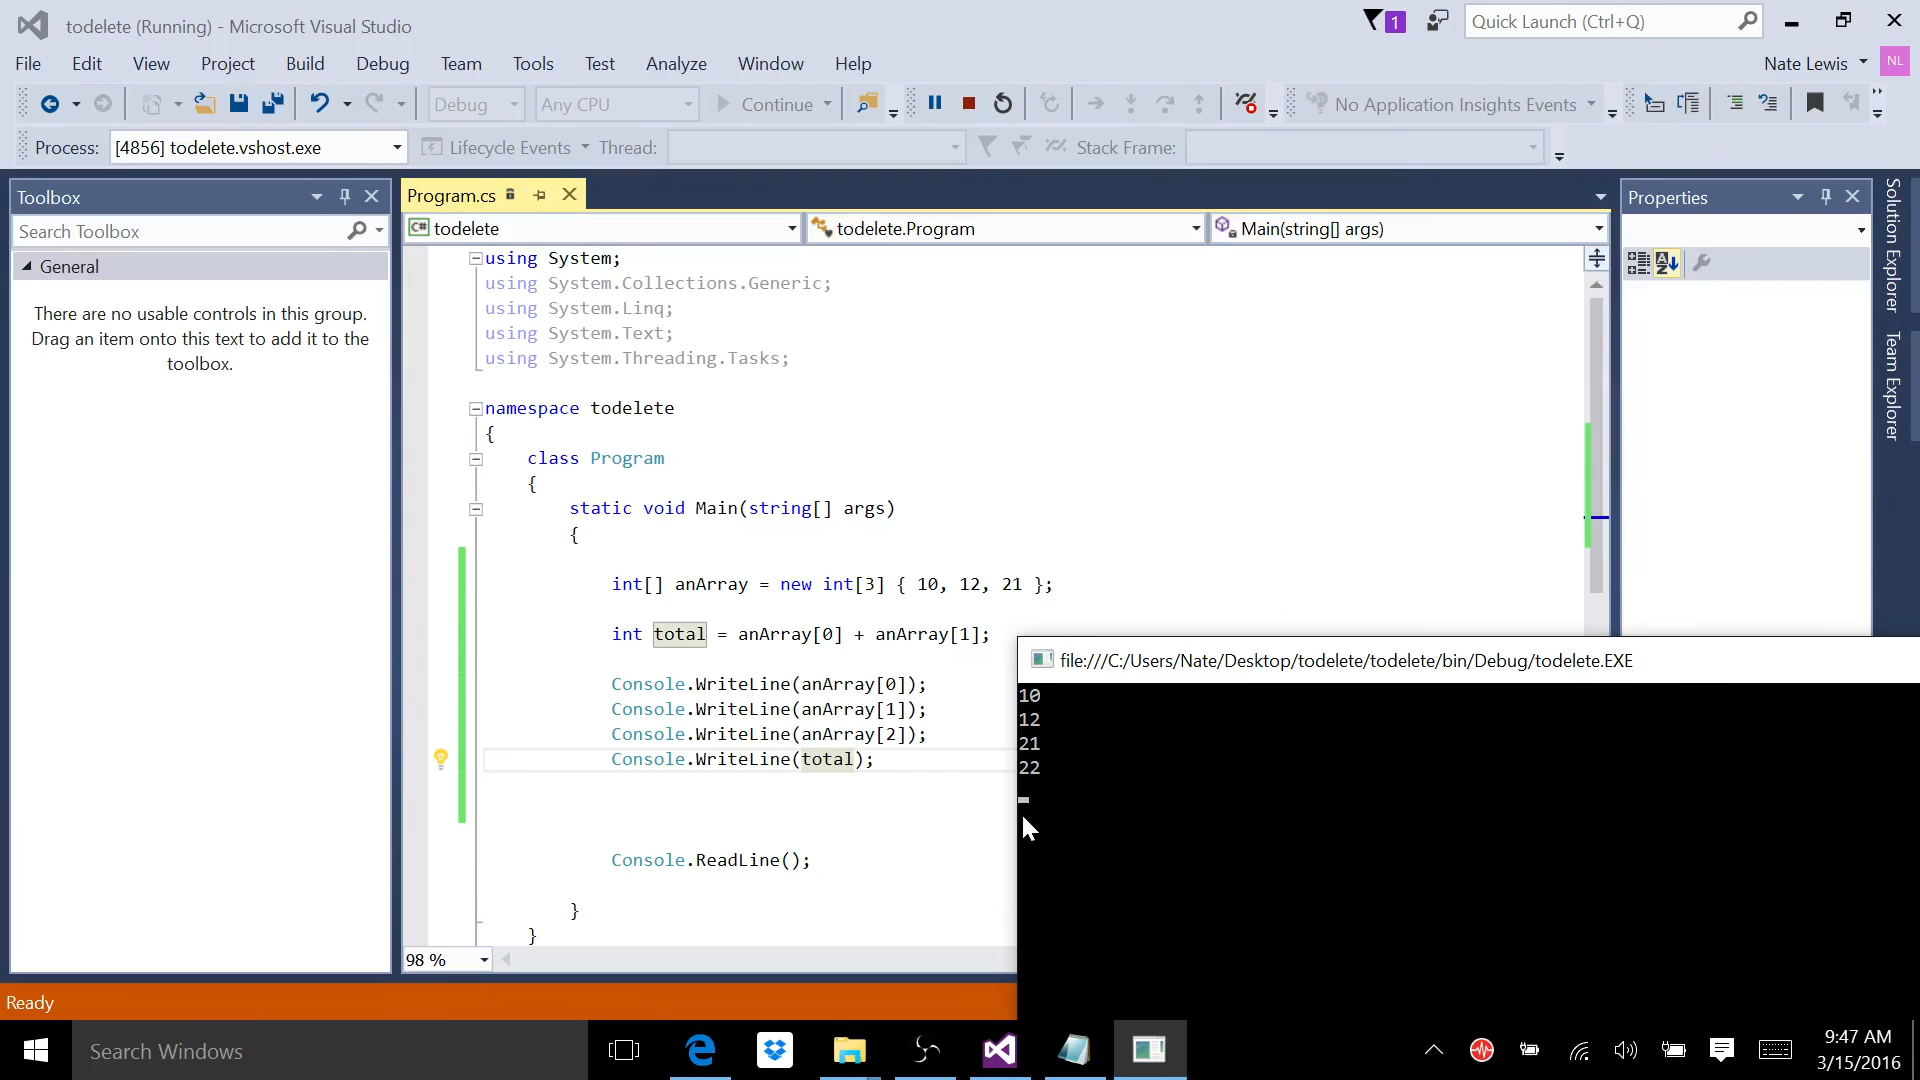 todelete (Running) - Microsoft Visual Studio
1
Quick Launch (Ctrl+Q)
File Edit View Project Build Debug Team Tools Test Analyze Window Help
Nate Lewis
NL
Debug
Any CPU
Continue
No Application Insights Events
Process: [4856] todelete.vshost.exe
Lifecycle Events
Thread:
Stack Frame:
Toolbox
Search Toolbox
General
There are no usable controls in this group.
Drag an item onto this text to add it to the
toolbox.
Program.cs
C# todelete
todelete.Program
Main(string[] args)
using System;
using System.Collections.Generic;
using System.Linq;
using System.Text;
using System.Threading.Tasks;
namespace todelete
{
class Program
{
static void Main(string[] args)
{
int[] anArray = new int[3] { 10, 12, 21 };
int total = anArray[0] + anArray[1];
Console.WriteLine(anArray[0]);
Console.WriteLine(anArray[1]);
Console.WriteLine(anArray[2]);
Console.WriteLine(total);
Console.ReadLine();
}
}
98 %
Properties
Solution Explorer
Team Explorer
file:///C:/Users/Nate/Desktop/todelete/todelete/bin/Debug/todelete.EXE
10
12
21
22
Ready
Search Windows
9:47 AM
3/15/2016